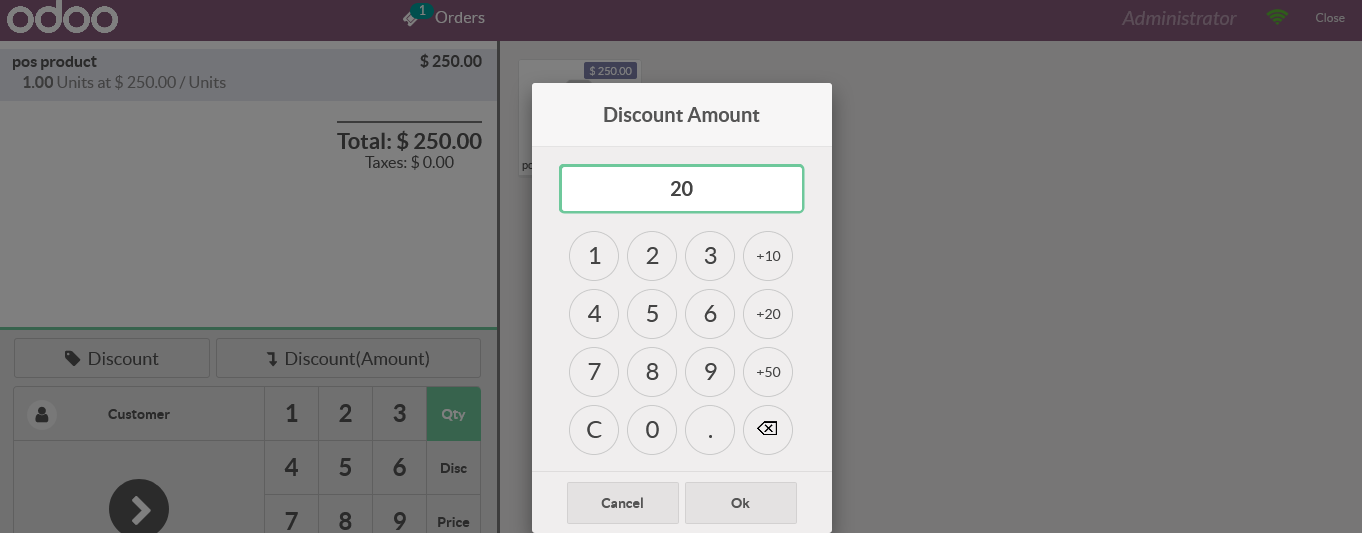 odoo
1 Orders
Administrator
Close
pos product $ 250.00
1.00 Units at $ 250.00 / Units
Total: $ 250.00
Taxes: $ 0.00
$ 250.00
Discount Amount
20
1 2 3 +10
4 5 6 +20
7 8 9 +50
C 0 .
Cancel Ok
Discount Discount(Amount)
Customer 1 2 3 Qty
4 5 6 Disc
7 8 9 Price